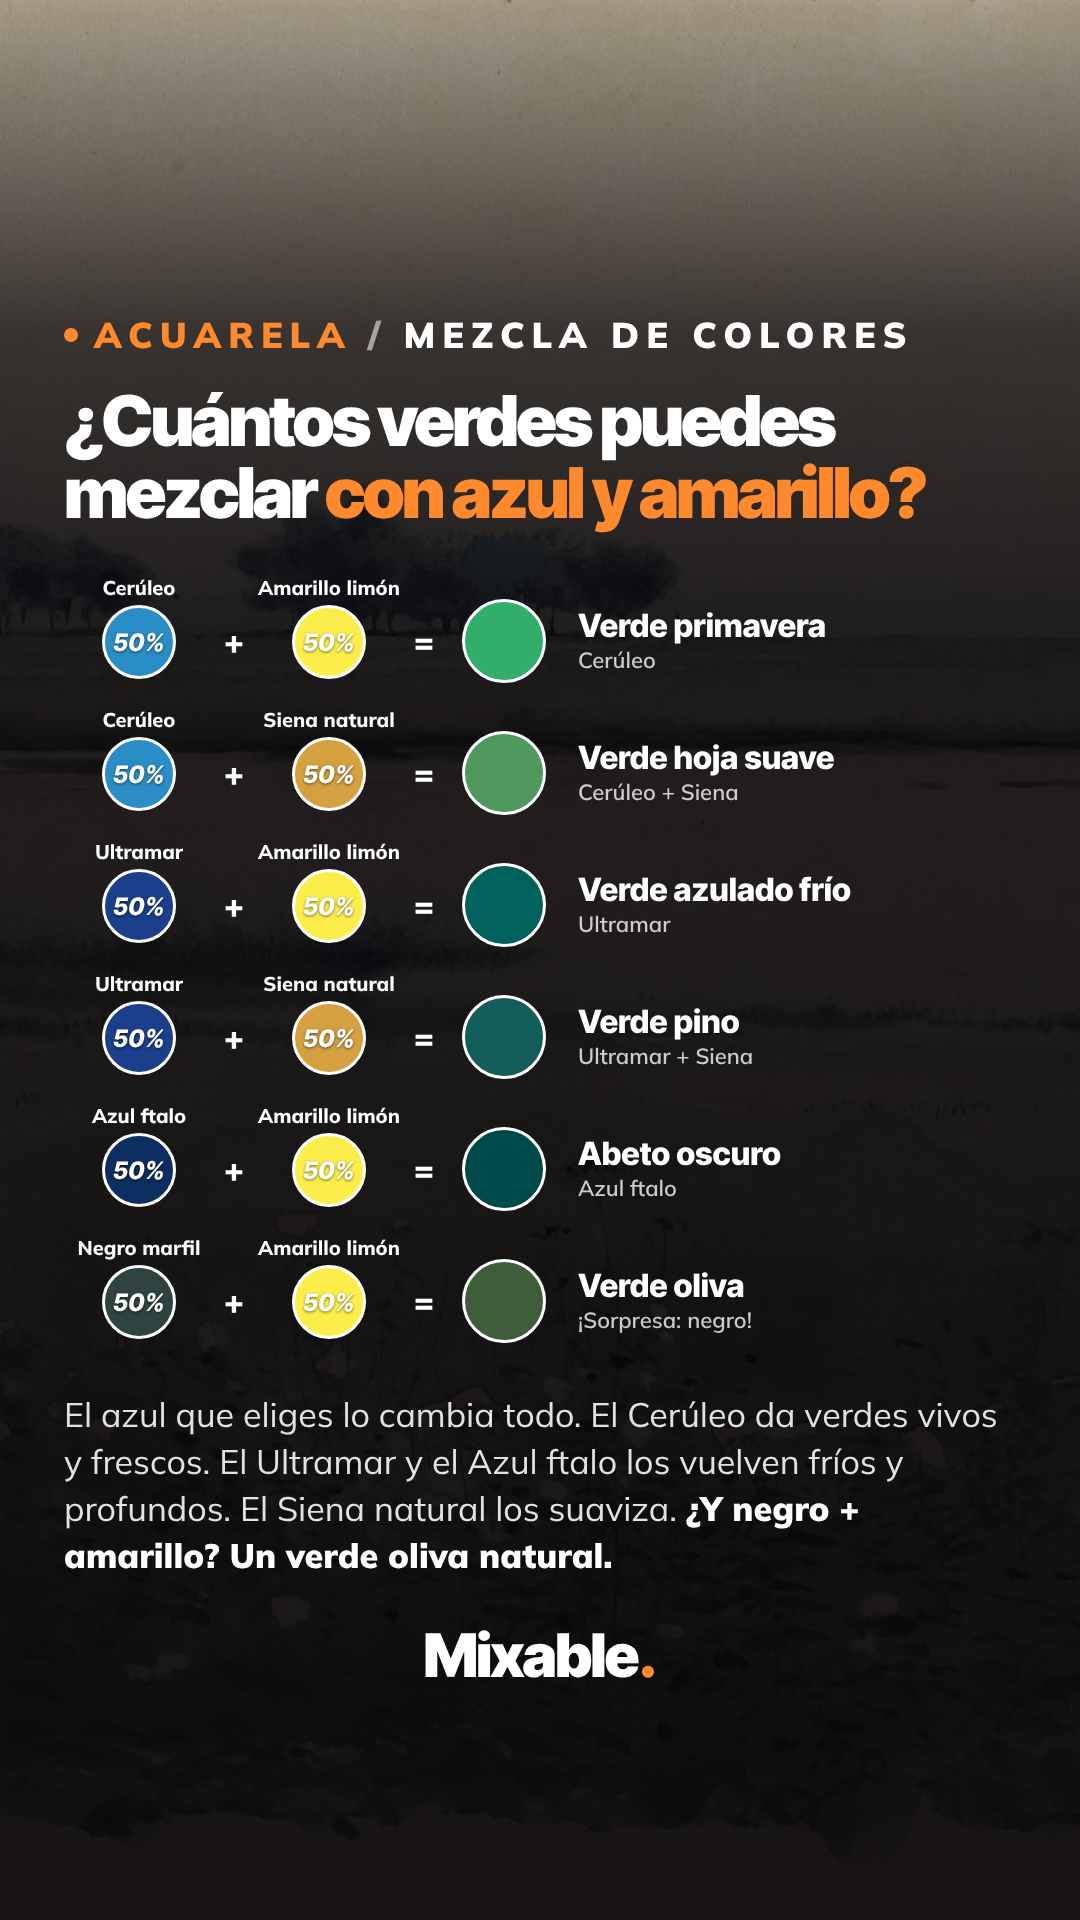 • ACUARELA / MEZCLA DE COLORES
¿Cuántos verdes puedes
mezclar con azul y amarillo?
Cerúleo Amarillo limón
50% + 50% = Verde primavera
Cerúleo
Cerúleo Siena natural
50% + 50% = Verde hoja suave
Cerúleo + Siena
Ultramar Amarillo limón
50% + 50% = Verde azulado frío
Ultramar
Ultramar Siena natural
50% + 50% = Verde pino
Ultramar + Siena
Azul ftalo Amarillo limón
50% + 50% = Abeto oscuro
Azul ftalo
Negro marfil Amarillo limón
50% + 50% = Verde oliva
¡Sorpresa: negro!
El azul que eliges lo cambia todo. El Cerúleo da verdes vivos
y frescos. El Ultramar y el Azul ftalo los vuelven fríos y
profundos. El Siena natural los suaviza. ¿Y negro +
amarillo? Un verde oliva natural.
Mixable.